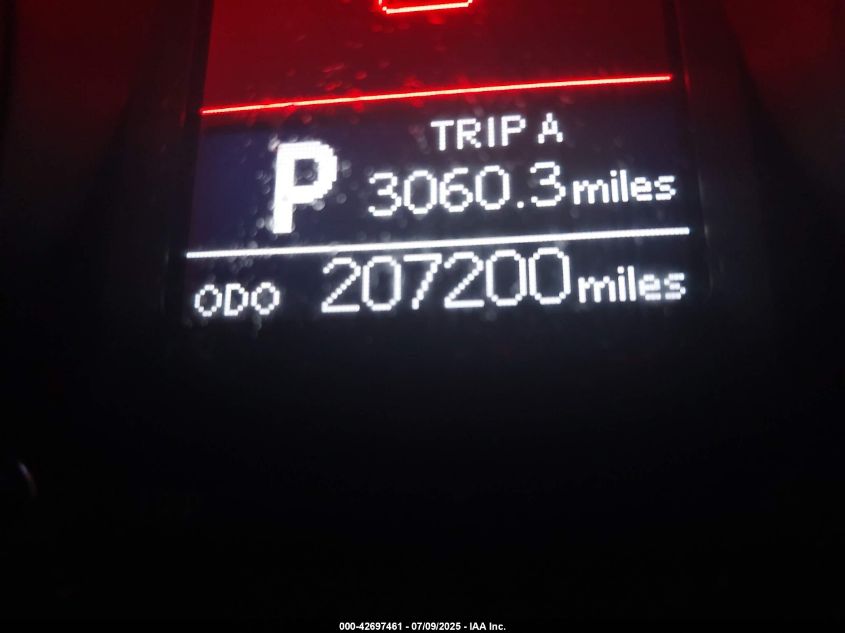 TRIP A
P 3060.3 miles
ODO 207200 miles
000-42697461 - 07/09/2025 - IAA Inc.